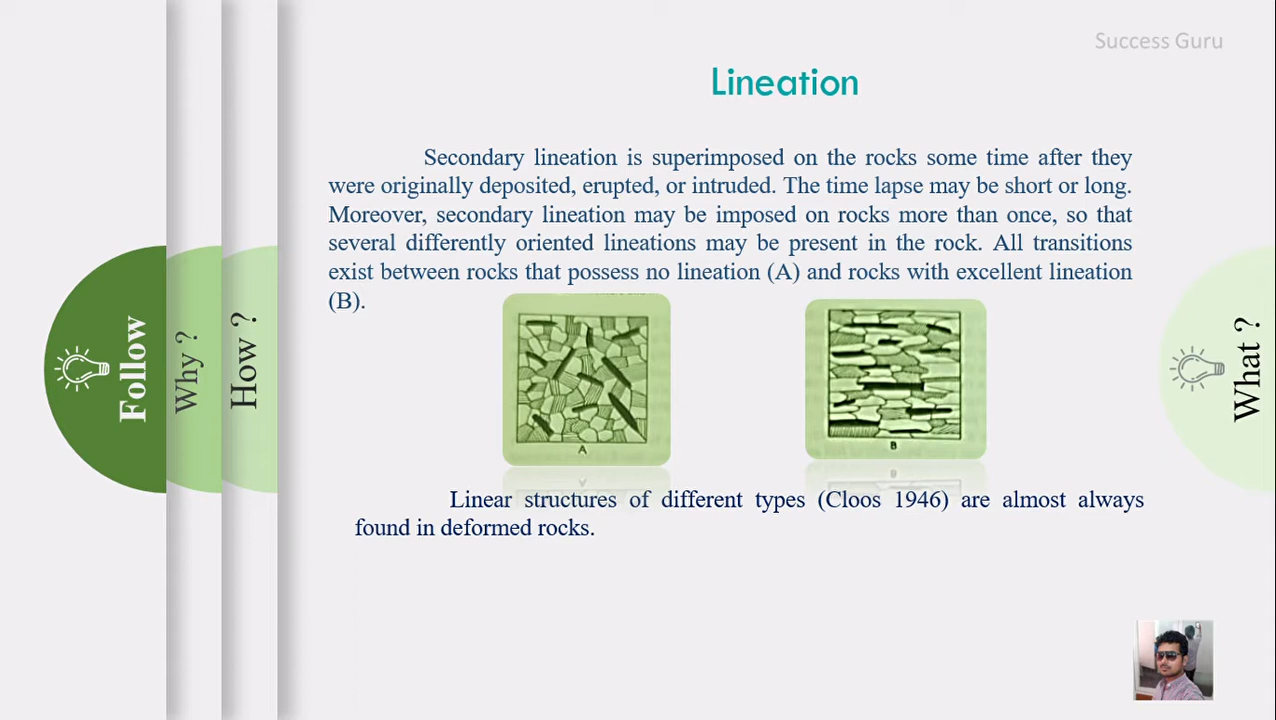 Success Guru
Lineation
Secondary lineation is superimposed on the rocks some time after they
were originally deposited, erupted, or intruded. The time lapse may be short or long.
Moreover, secondary lineation may be imposed on rocks more than once, so that
several differently oriented lineations may be present in the rock. All transitions
exist between rocks that possess no lineation (A) and rocks with excellent lineation
(B).
A
B
Linear structures of different types (Cloos 1946) are almost always
found in deformed rocks.
Follow
Why ?
How ?
What ?